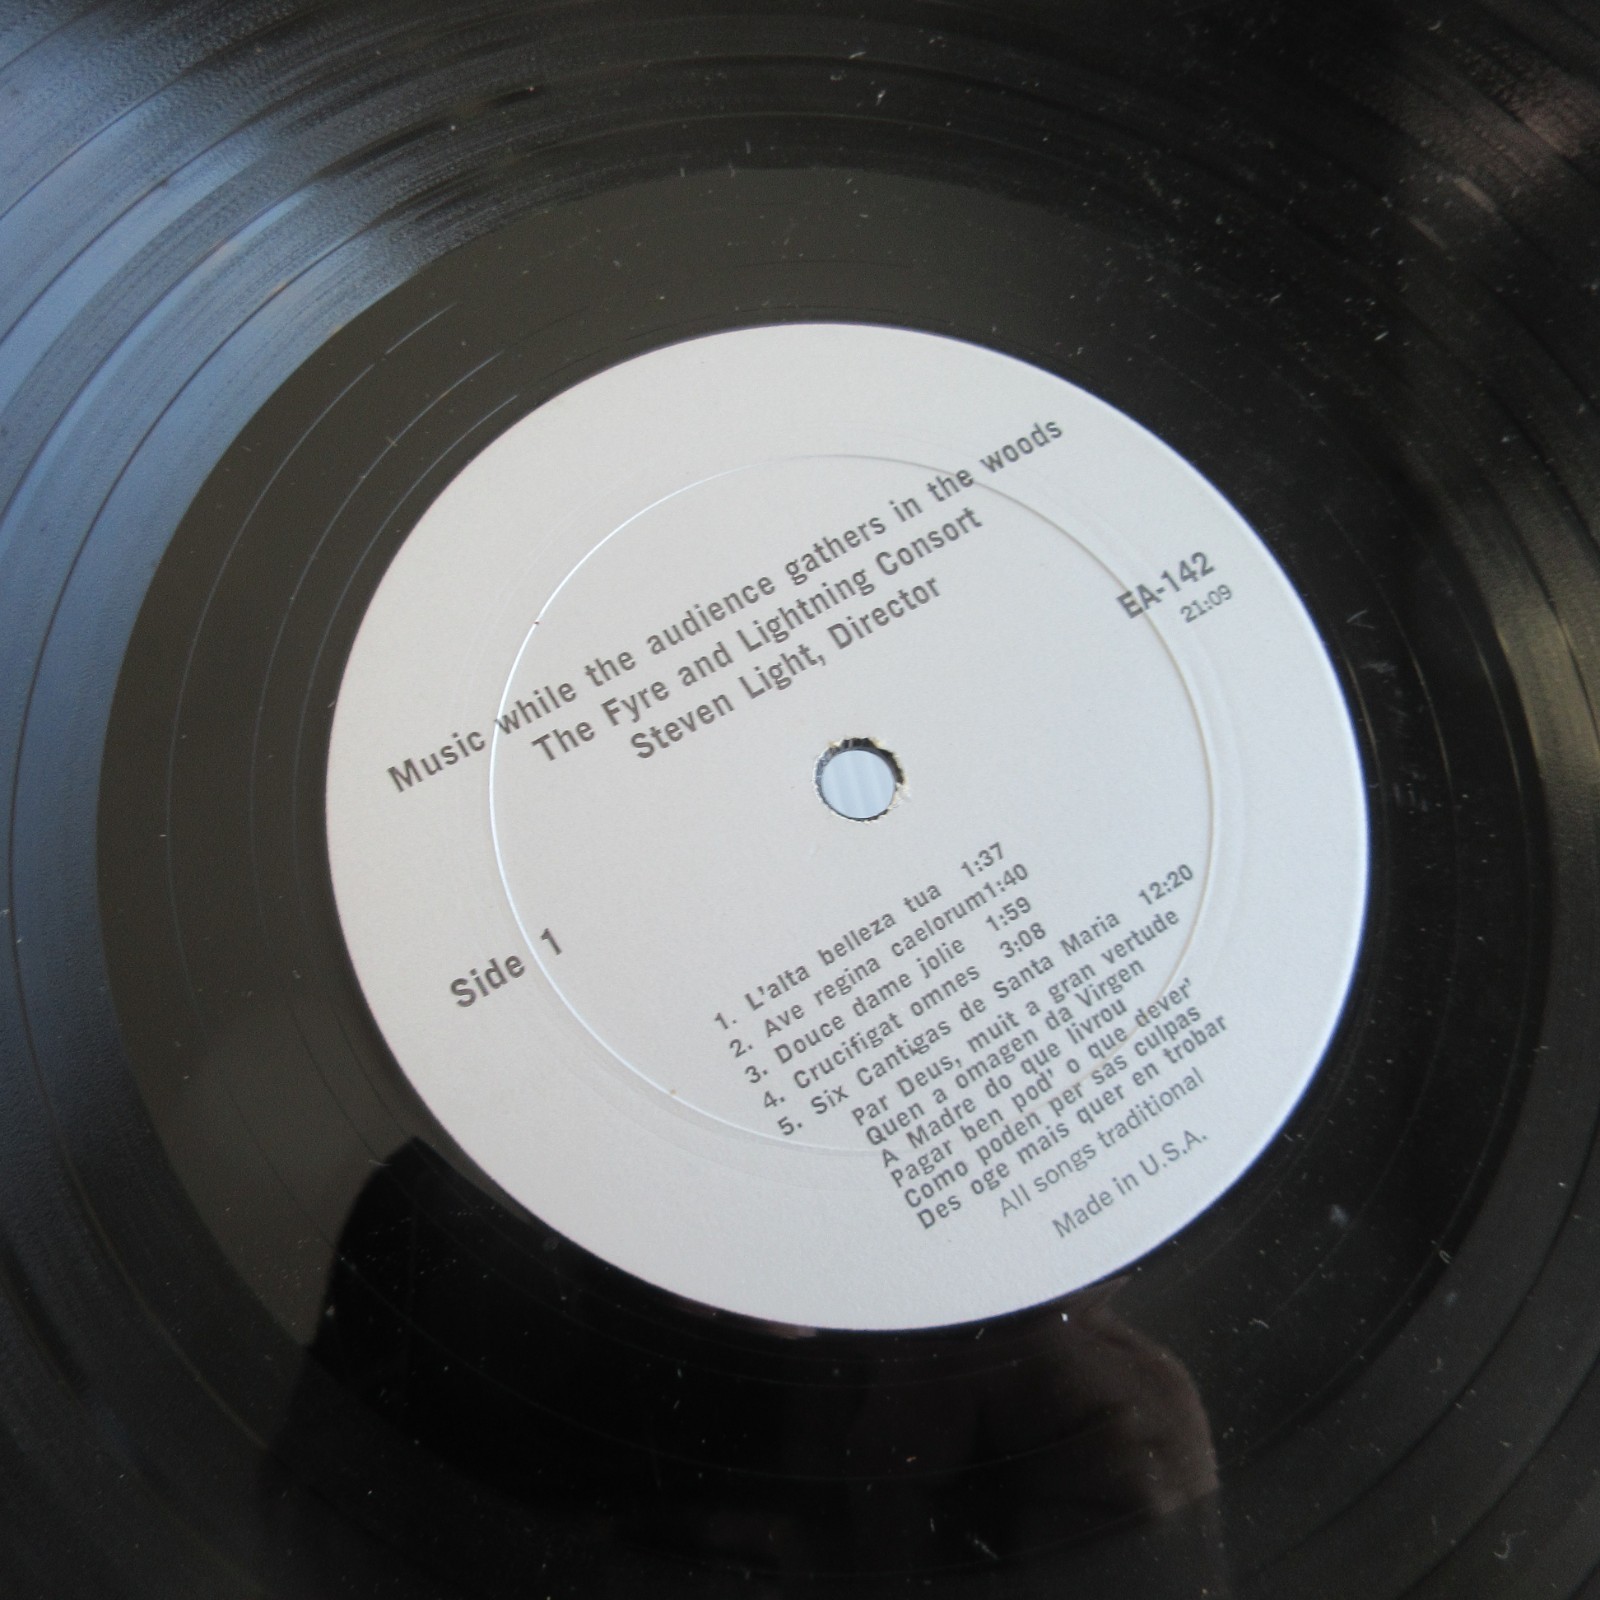 Music while the audience gathers in the woods
The Fyre and Lightning Consort
Steven Light, Director
EA-142
21:09
Side 1
1. L'alta belleza tua 1:37
2. Ave regina caelorum1:40
3. Douce dame jolie 1:59
4. Crucifigat omnes 3:08
5. Six Cantigas de Santa Maria 12:20
Par Deus, muit a gran vertude
Quen a omagen da Virgen
A Madre do que livrou
Pagar ben pod' o que dever'
Como poden per sas culpas
Des oge mais quer en trobar
All songs traditional
Made in U.S.A.